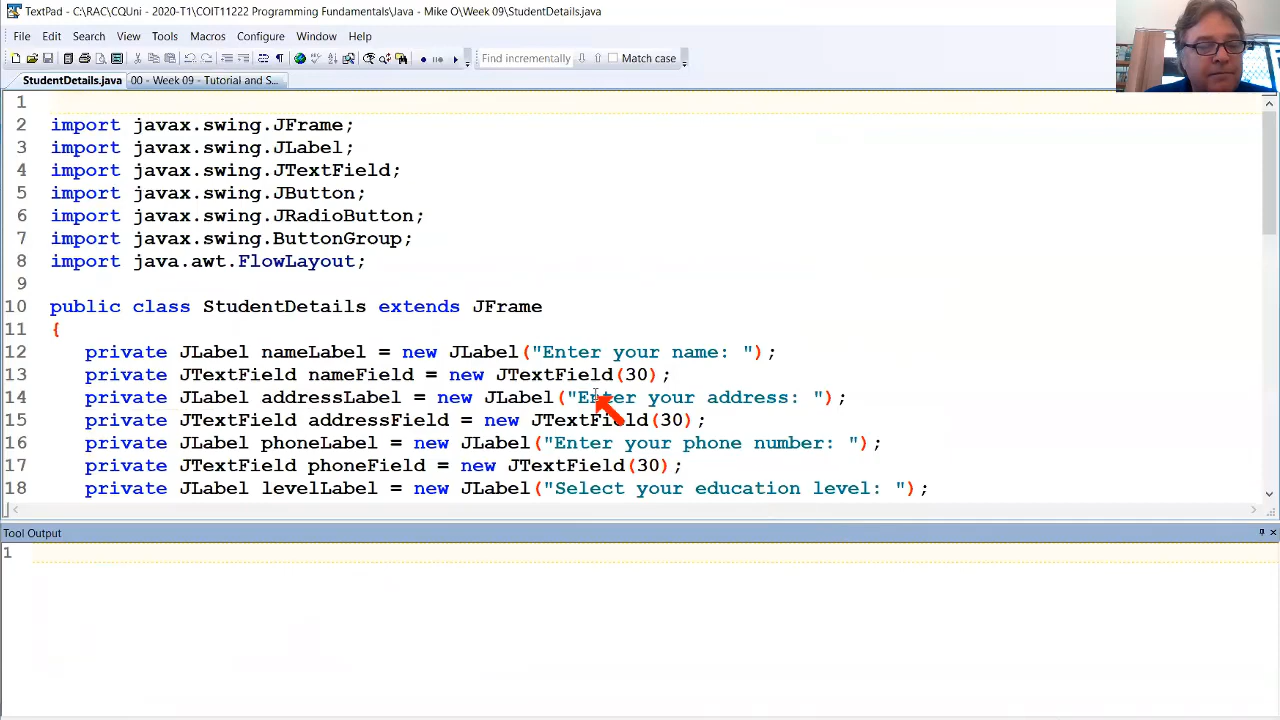 TextPad - C:\RAC\CQUni - 2020-T1\COIT11222 Programming Fundamentals\Java - Mike O\Week 09\StudentDetails.java
File Edit Search View Tools Macros Configure Window Help
Find incrementally Match case
StudentDetails.java 00 - Week 09 - Tutorial and S...
1
2 import javax.swing.JFrame;
3 import javax.swing.JLabel;
4 import javax.swing.JTextField;
5 import javax.swing.JButton;
6 import javax.swing.JRadioButton;
7 import javax.swing.ButtonGroup;
8 import java.awt.FlowLayout;
9
10 public class StudentDetails extends JFrame
11 {
12 private JLabel nameLabel = new JLabel("Enter your name: ");
13 private JTextField nameField = new JTextField(30);
14 private JLabel addressLabel = new JLabel("Enter your address: ");
15 private JTextField addressField = new JTextField(30);
16 private JLabel phoneLabel = new JLabel("Enter your phone number: ");
17 private JTextField phoneField = new JTextField(30);
18 private JLabel levelLabel = new JLabel("Select your education level: ");
Tool Output
1